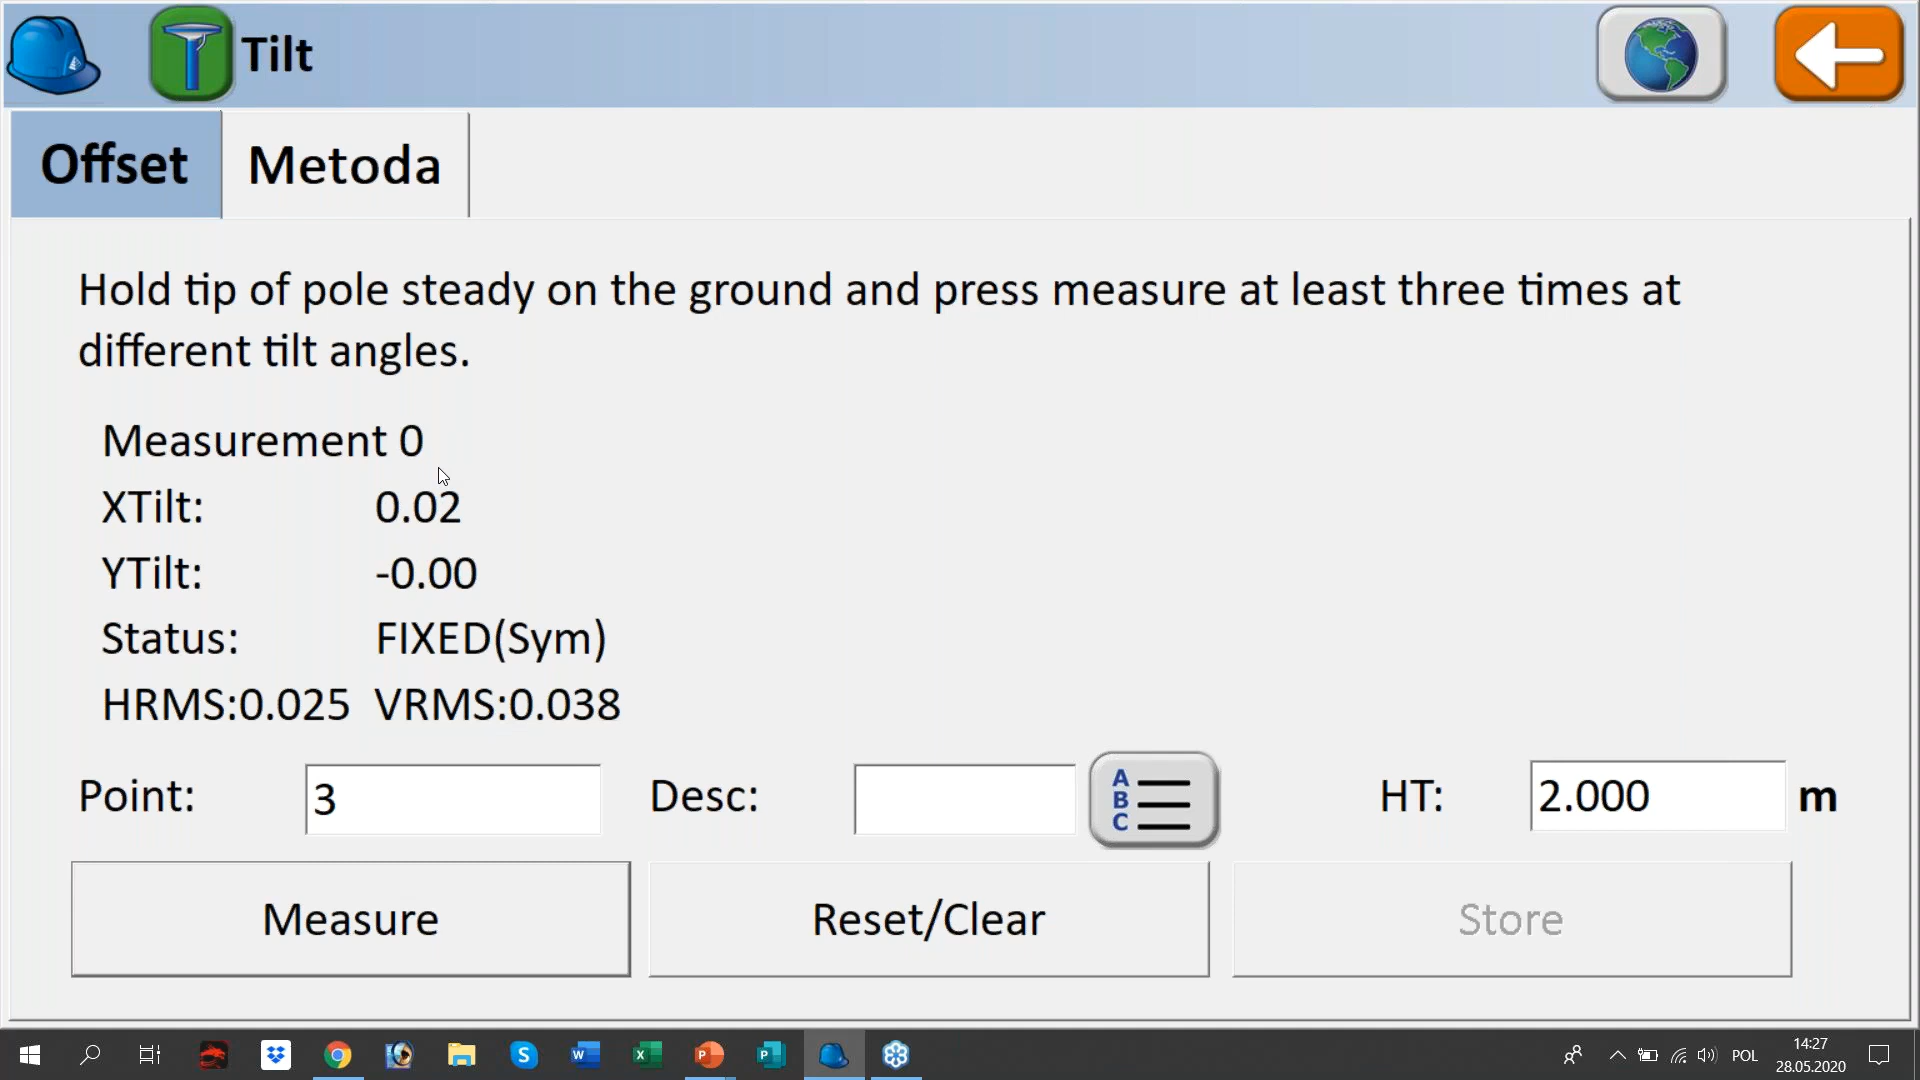 Tilt
Offset Metoda
Hold tip of pole steady on the ground and press measure at least three times at
different tilt angles.
Measurement 0
XTilt: 0.02
YTilt: -0.00
Status: FIXED(Sym)
HRMS:0.025 VRMS:0.038
Point: 3 Desc: A B C HT: 2.000 m
Measure Reset/Clear Store
POL 14:27
28.05.2020